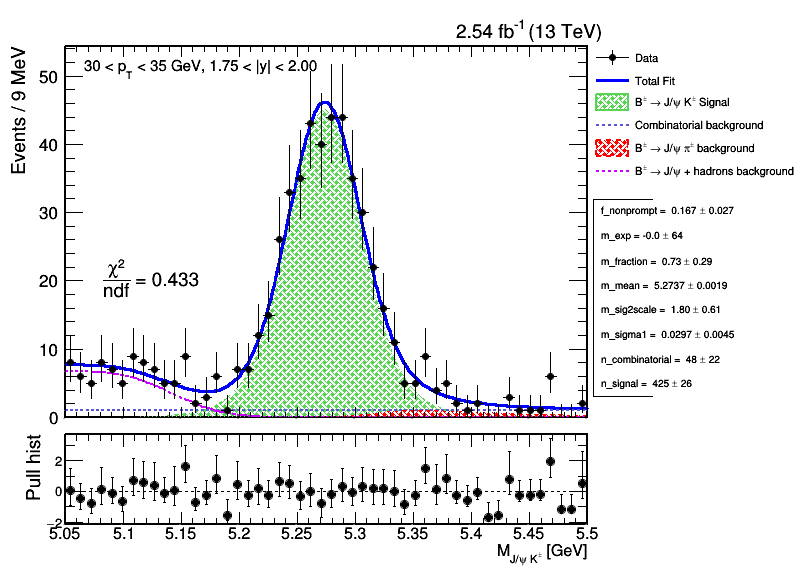 2.54 fb⁻¹ (13 TeV)
Events / 9 MeV
30 < p_T < 35 GeV, 1.75 < |y| < 2.00
50
40
30
20
10
0
χ²/ndf = 0.433
Data
Total Fit
B± → J/ψ K± Signal
Combinatorial background
B± → J/ψ π± background
B± → J/ψ + hadrons background
f_nonprompt = 0.167 ± 0.027
m_exp = -0.0 ± 64
m_fraction = 0.73 ± 0.29
m_mean = 5.2737 ± 0.0019
m_sig2scale = 1.80 ± 0.61
m_sigma1 = 0.0297 ± 0.0045
n_combinatorial = 48 ± 22
n_signal = 425 ± 26
Pull hist
2
0
−2
5.05 5.1 5.15 5.2 5.25 5.3 5.35 5.4 5.45 5.5
M_J/ψ K± [GeV]